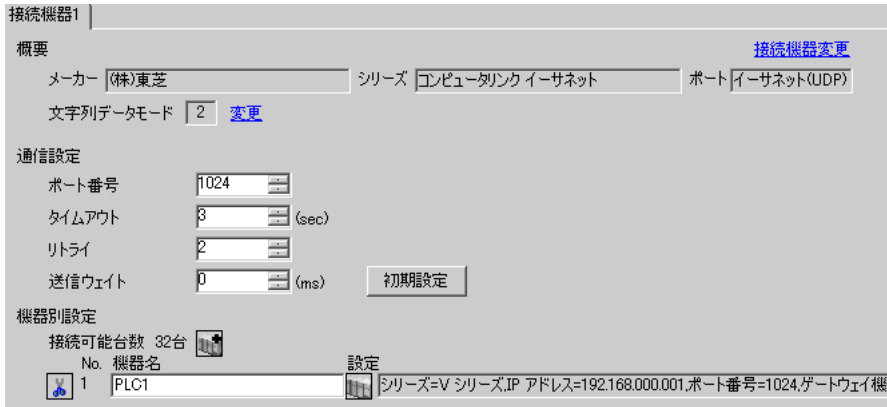 接続機器1
概要 接続機器変更
メーカー (株)東芝 シリーズ コンピュータリンク イーサネット ポート イーサネット(UDP)
文字列データモード 2 変更
通信設定
ポート番号 1024
タイムアウト 3 (sec)
リトライ 2
送信ウェイト 0 (ms) 初期設定
機器別設定
接続可能台数 32台
No. 機器名 設定
1 PLC1 シリーズ=V シリーズ,IP アドレス=192.168.000.001,ポート番号=1024,ゲートウェイ機